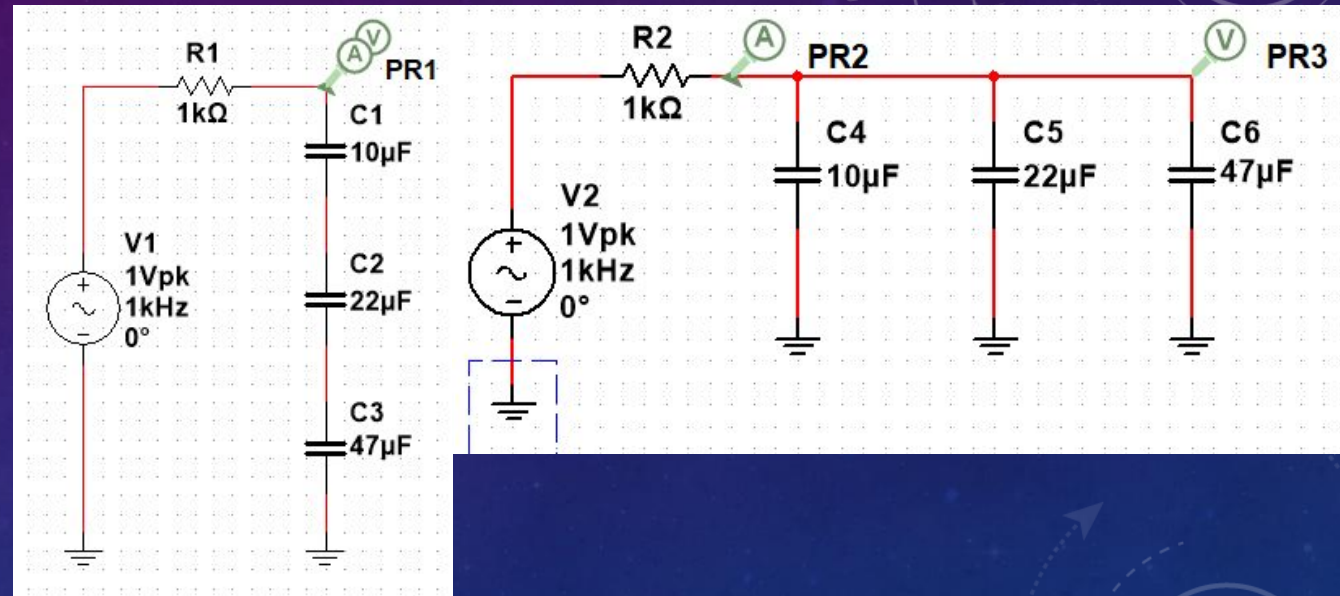 R1
1kΩ
A
V
PR1
C1
10µF
V1
1Vpk
1kHz
0°
C2
22µF
C3
47µF
R2
1kΩ
A
PR2
V
PR3
C4
10µF
C5
22µF
C6
47µF
V2
1Vpk
1kHz
0°